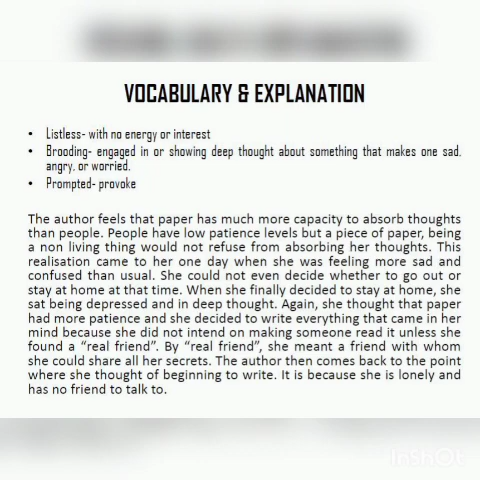 VOCABULARY & EXPLANATION
• Listless- with no energy or interest
• Brooding- engaged in or showing deep thought about something that makes one sad,
angry, or worried.
• Prompted- provoke
The author feels that paper has much more capacity to absorb thoughts
than people. People have low patience levels but a piece of paper, being
a non living thing would not refuse from absorbing her thoughts. This
realisation came to her one day when she was feeling more sad and
confused than usual. She could not even decide whether to go out or
stay at home at that time. When she finally decided to stay at home, she
sat being depressed and in deep thought. Again, she thought that paper
had more patience and she decided to write everything that came in her
mind because she did not intend on making someone read it unless she
found a “real friend”. By “real friend”, she meant a friend with whom
she could share all her secrets. The author then comes back to the point
where she thought of beginning to write. It is because she is lonely and
has no friend to talk to.
InShOt